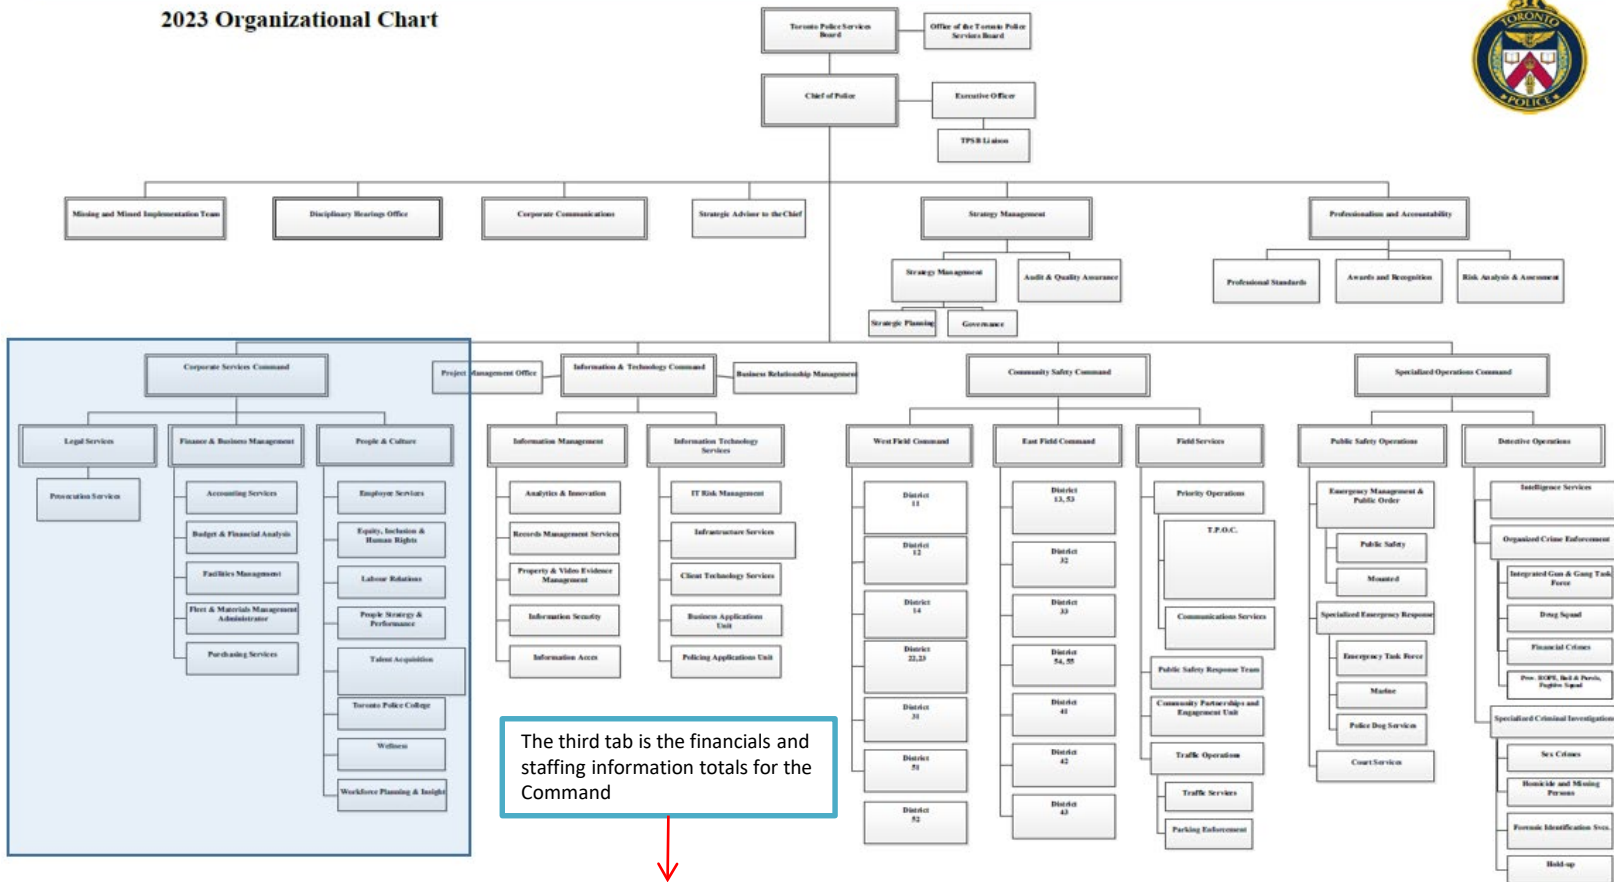 2023 Organizational Chart
Toronto Police Services
Board
Office of the Toronto Police
Services Board
TORONTO
POLICE
Chief of Police
Executive Officer
TPSB Liaison
Missing and Missed Implementation Team
Disciplinary Hearings Office
Corporate Communications
Strategic Advisor to the Chief
Strategy Management
Professionalism and Accountability
Strategy Management
Audit & Quality Assurance
Professional Standards
Awards and Recognition
Risk Analysis & Assessment
Strategic Planning
Governance
Corporate Services Command
Project Management Office
Information & Technology Command
Business Relationship Management
Community Safety Command
Specialized Operations Command
Legal Services
Finance & Business Management
People & Culture
Information Management
Information Technology
Services
West Field Command
East Field Command
Field Services
Public Safety Operations
Detective Operations
Prosecution Services
Accounting Services
Budget & Financial Analysis
Facilities Management
Fleet & Materials Management
Administrator
Purchasing Services
Employee Services
Equity, Inclusion &
Human Rights
Labour Relations
People Strategy &
Performance
Talent Acquisition
Toronto Police College
Wellness
Workforce Planning & Insight
Analytics & Innovation
Records Management Services
Property & Video Evidence
Management
Information Security
Information Acces
IT Risk Management
Infrastructure Services
Client Technology Services
Business Applications
Unit
Policing Applications Unit
District
11
District
12
District
14
District
22,23
District
31
District
51
District
52
District
13, 53
District
32
District
33
District
54, 55
District
41
District
42
District
43
Priority Operations
T.P.O.C.
Communications Services
Public Safety Response Team
Community Partnerships and
Engagement Unit
Traffic Operations
Traffic Services
Parking Enforcement
Emergency Management &
Public Order
Public Safety
Mounted
Specialized Emergency Response
Emergency Task Force
Marine
Police Dog Services
Court Services
Intelligence Services
Organized Crime Enforcement
Integrated Gun & Gang Task
Force
Drug Squad
Financial Crimes
Prov. ROPE, Bail & Parole,
Fugitive Squad
Specialized Criminal Investigation
Sex Crimes
Homicide and Missing
Persons
Forensic Identification Svcs.
Hold-up
The third tab is the financials and
staffing information totals for the
Command